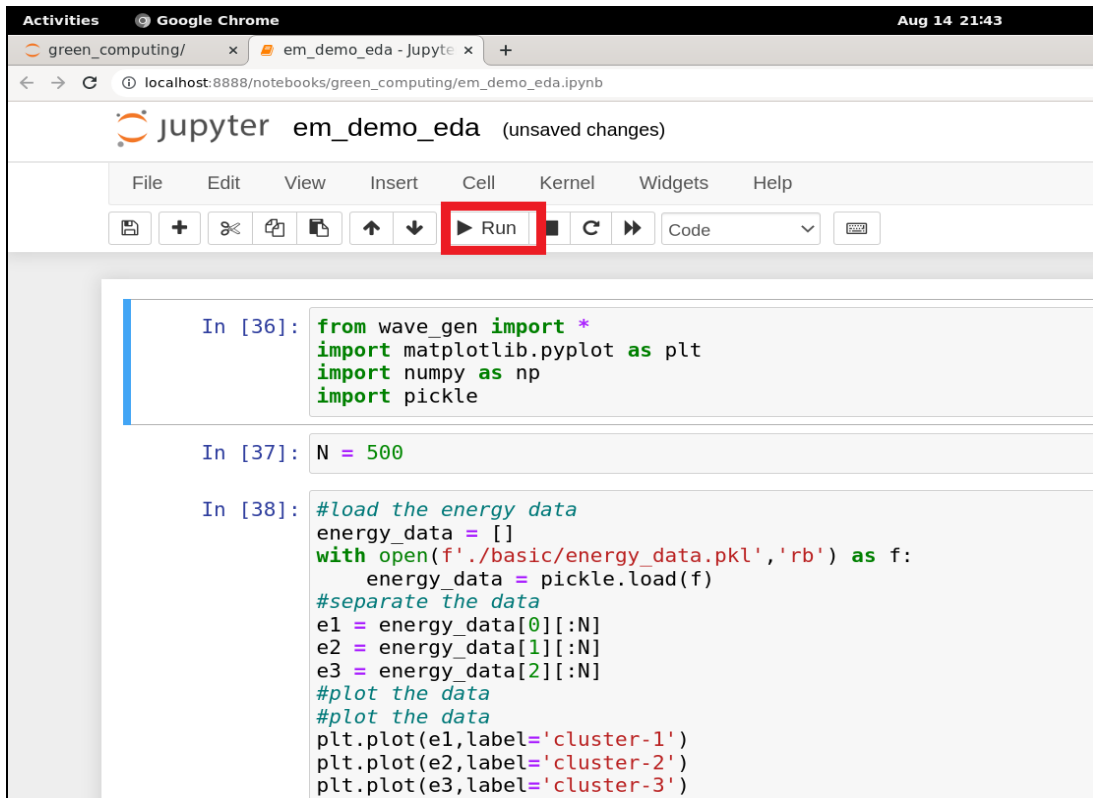 Activities Google Chrome Aug 14 21:43
green_computing/ × em_demo_eda - Jupyte × +
localhost:8888/notebooks/green_computing/em_demo_eda.ipynb
jupyter em_demo_eda (unsaved changes)
File Edit View Insert Cell Kernel Widgets Help
Run Code
In [36]: from wave_gen import *
import matplotlib.pyplot as plt
import numpy as np
import pickle
In [37]: N = 500
In [38]: #load the energy data
energy_data = []
with open(f'./basic/energy_data.pkl','rb') as f:
    energy_data = pickle.load(f)
#separate the data
e1 = energy_data[0][:N]
e2 = energy_data[1][:N]
e3 = energy_data[2][:N]
#plot the data
#plot the data
plt.plot(e1,label='cluster-1')
plt.plot(e2,label='cluster-2')
plt.plot(e3,label='cluster-3')